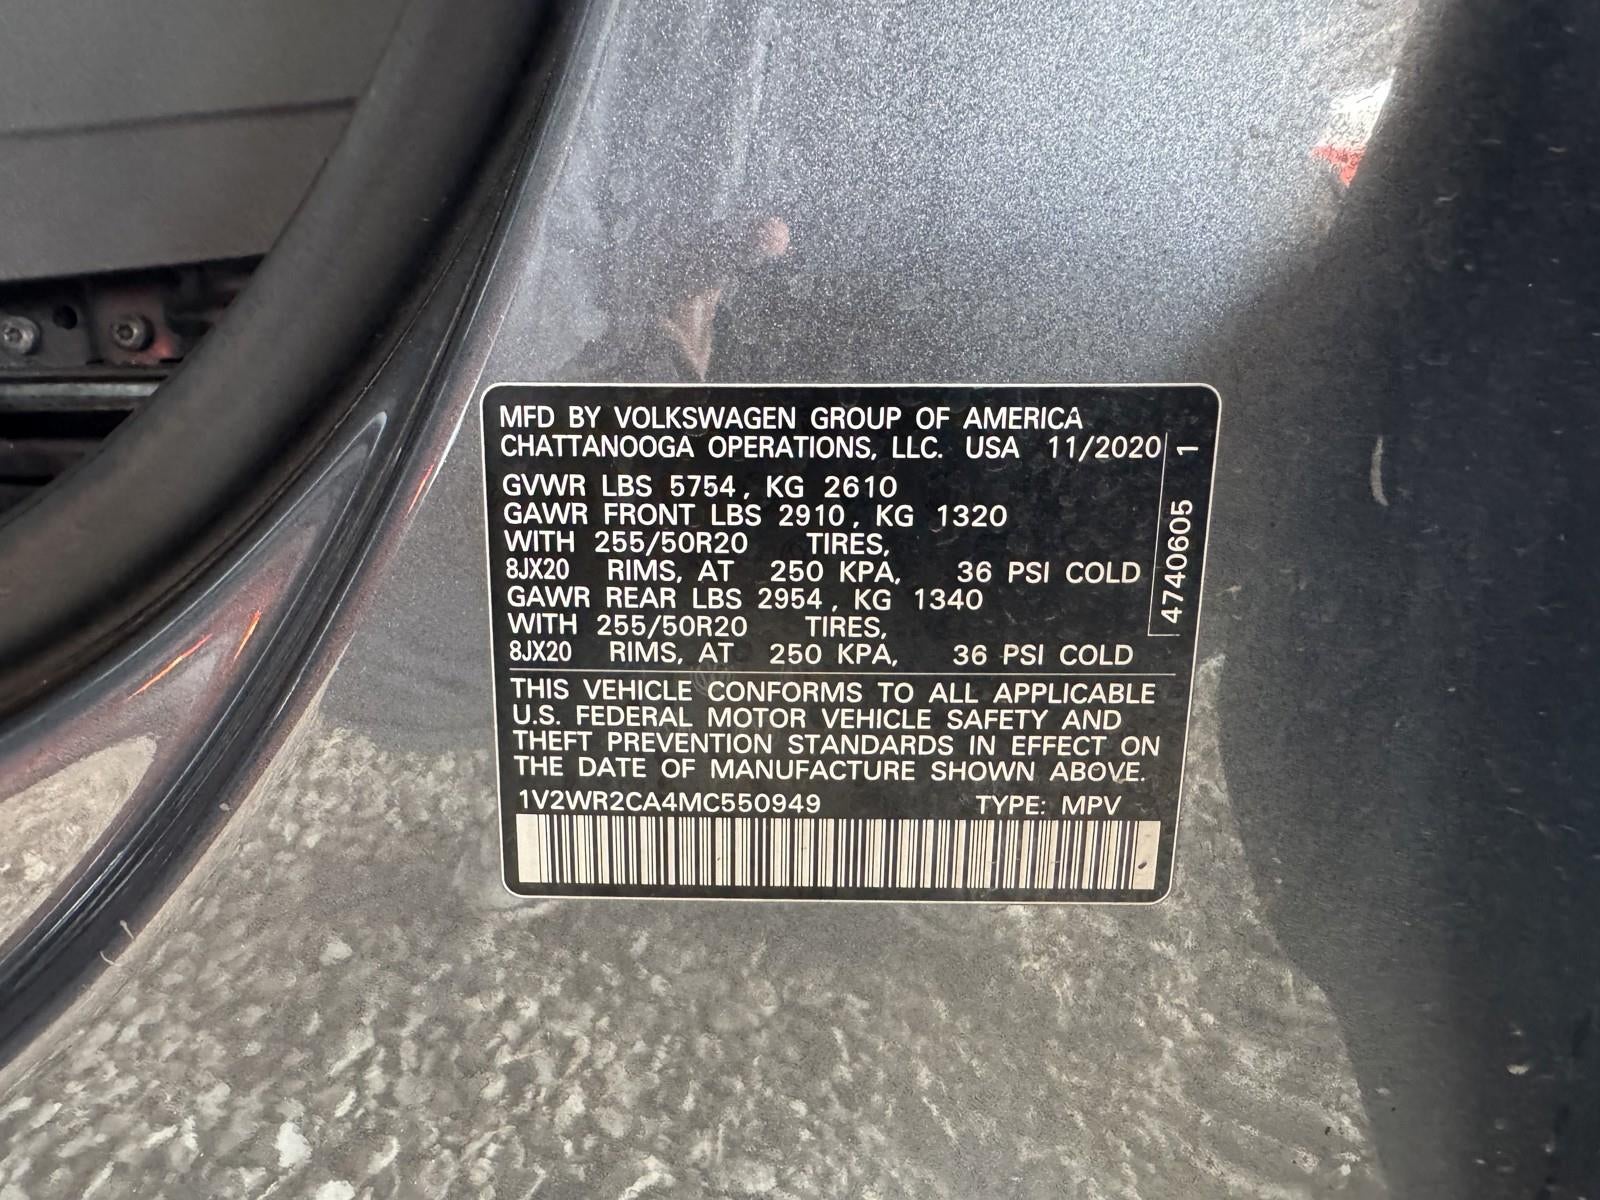 MFD BY VOLKSWAGEN GROUP OF AMERICA
CHATTANOOGA OPERATIONS, LLC. USA 11/2020
GVWR LBS 5754, KG 2610
GAWR FRONT LBS 2910, KG 1320
WITH 255/50R20 TIRES,
8JX20 RIMS, AT 250 KPA, 36 PSI COLD
GAWR REAR LBS 2954, KG 1340
WITH 255/50R20 TIRES,
8JX20 RIMS, AT 250 KPA, 36 PSI COLD
THIS VEHICLE CONFORMS TO ALL APPLICABLE
U.S. FEDERAL MOTOR VEHICLE SAFETY AND
THEFT PREVENTION STANDARDS IN EFFECT ON
THE DATE OF MANUFACTURE SHOWN ABOVE.
1V2WR2CA4MC550949 TYPE: MPV
4740605 1